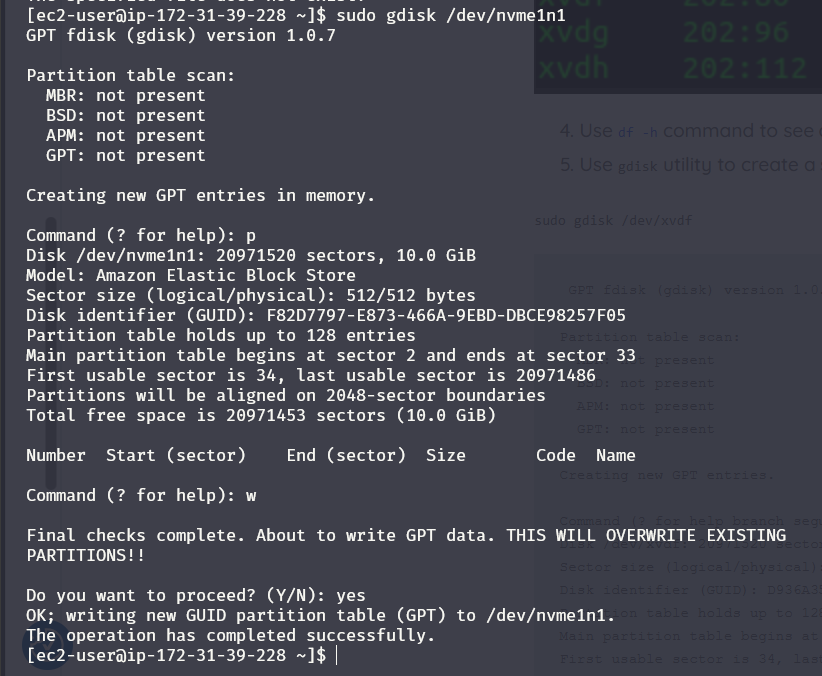 [ec2-user@ip-172-31-39-228 ~]$ sudo gdisk /dev/nvme1n1
GPT fdisk (gdisk) version 1.0.7
Partition table scan:
MBR: not present
BSD: not present
APM: not present
GPT: not present
Creating new GPT entries in memory.
Command (? for help): p
Disk /dev/nvme1n1: 20971520 sectors, 10.0 GiB
Model: Amazon Elastic Block Store
Sector size (logical/physical): 512/512 bytes
Disk identifier (GUID): F82D7797-E873-466A-9EBD-DBCE98257F05
Partition table holds up to 128 entries
Main partition table begins at sector 2 and ends at sector 33
First usable sector is 34, last usable sector is 20971486
Partitions will be aligned on 2048-sector boundaries
Total free space is 20971453 sectors (10.0 GiB)
Number Start (sector) End (sector) Size Code Name
Command (? for help): w
Final checks complete. About to write GPT data. THIS WILL OVERWRITE EXISTING
PARTITIONS!!
Do you want to proceed? (Y/N): yes
OK; writing new GUID partition table (GPT) to /dev/nvme1n1.
The operation has completed successfully.
[ec2-user@ip-172-31-39-228 ~]$
xvdg 202:96
xvdh 202:112
4. Use df -h command to see
5. Use gdisk utility to create a
sudo gdisk /dev/xvdf
GPT fdisk (gdisk) version 1.0
Partition table scan:
not present
not present
APM: not present
GPT: not present
Creating new GPT entries.
Command (? for help
Sector size (logical/physical)
Disk identifier (GUID):
table holds up to
Main partition table begins at
First usable sector is 34,